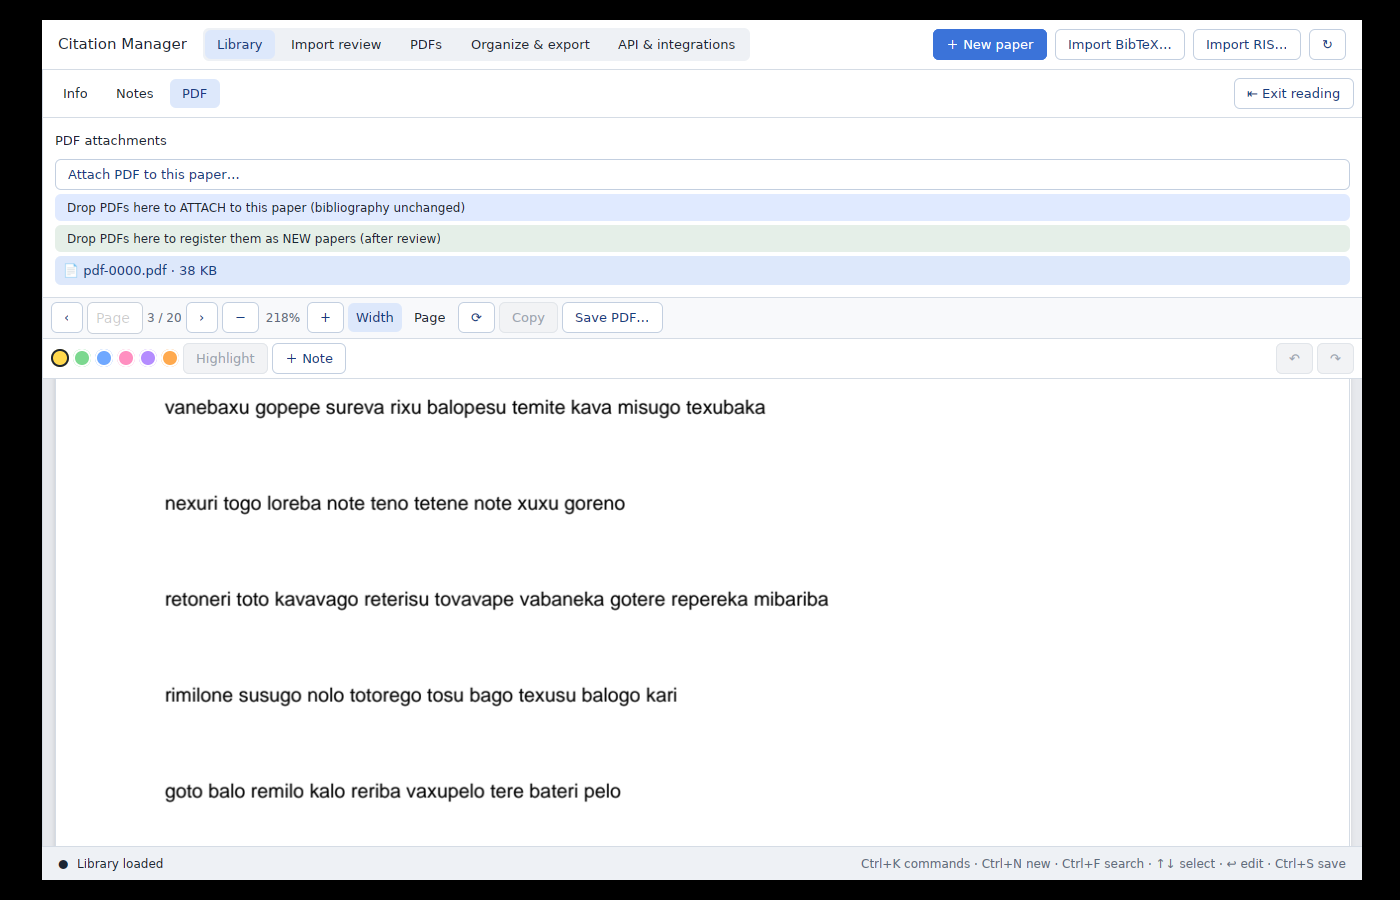 Citation Manager Library Import review PDFs Organize & export API & integrations + New paper Import BibTeX... Import RIS... ↻
Info Notes PDF ⇤ Exit reading
PDF attachments
Attach PDF to this paper...
Drop PDFs here to ATTACH to this paper (bibliography unchanged)
Drop PDFs here to register them as NEW papers (after review)
📄 pdf-0000.pdf · 38 KB
‹ Page 3 / 20 › − 218% + Width Page ⟳ Copy Save PDF...
Highlight + Note ↶ ↷
vanebaxu gopepe sureva rixu balopesu temite kava misugo texubaka
nexuri togo loreba note teno tetene note xuxu goreno
retoneri toto kavavago reterisu tovavape vabaneka gotere repereka mibariba
rimilone susugo nolo totorego tosu bago texusu balogo kari
goto balo remilo kalo reriba vaxupelo tere bateri pelo
● Library loaded Ctrl+K commands · Ctrl+N new · Ctrl+F search · ↑↓ select · ↩ edit · Ctrl+S save